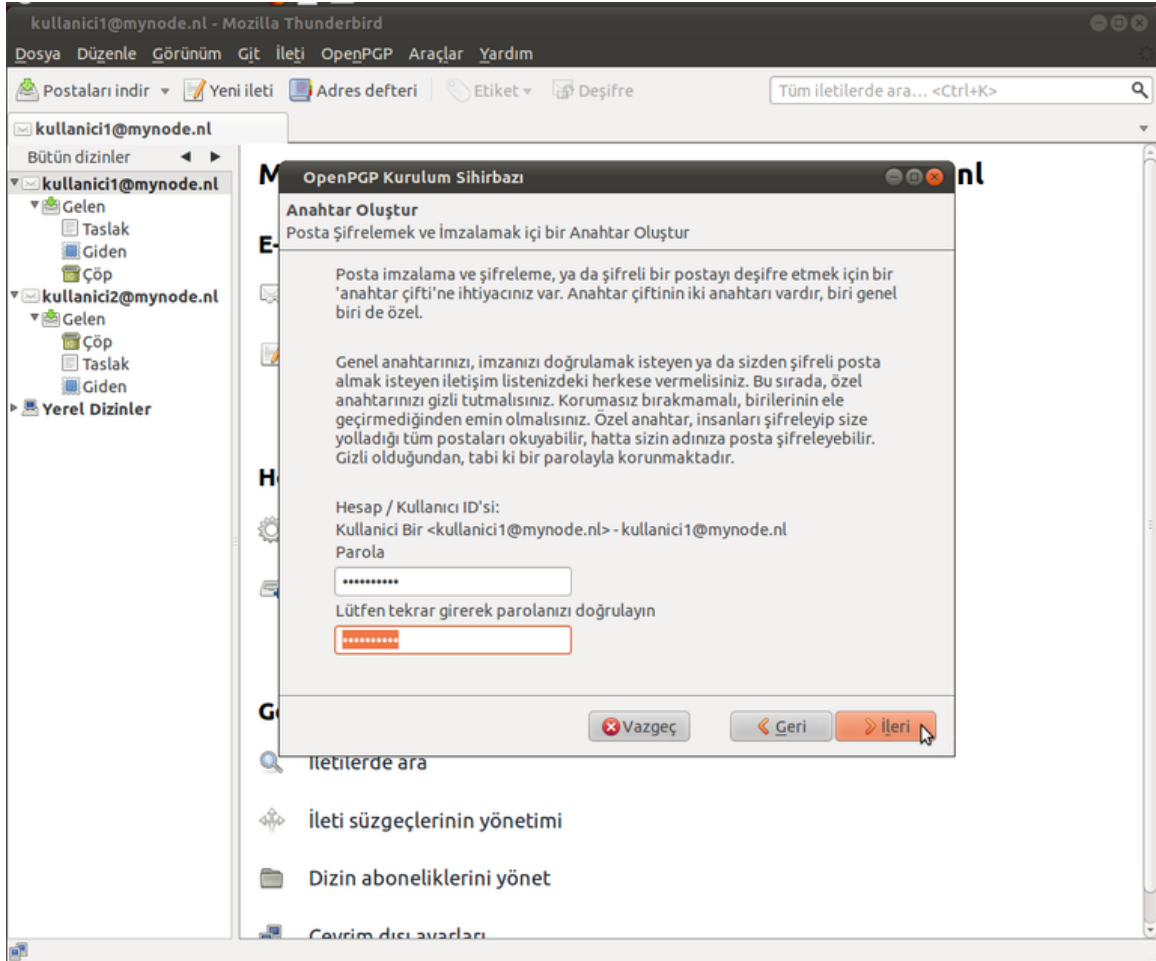 kullanici1@mynode.nl - Mozilla Thunderbird
Dosya Düzenle Görünüm Git İleti OpenPGP Araçlar Yardım
Postaları indir Yeni ileti Adres defteri Etiket Deşifre Tüm iletilerde ara... <Ctrl+K>
kullanici1@mynode.nl
Bütün dizinler
kullanici1@mynode.nl
Gelen
Taslak
Giden
Çöp
kullanici2@mynode.nl
Gelen
Çöp
Taslak
Giden
Yerel Dizinler
nl
OpenPGP Kurulum Sihirbazı
Anahtar Oluştur
Posta Şifrelemek ve İmzalamak içi bir Anahtar Oluştur
Posta imzalama ve şifreleme, ya da şifreli bir postayı deşifre etmek için bir
'anahtar çifti'ne ihtiyacınız var. Anahtar çiftinin iki anahtarı vardır, biri genel
biri de özel.
Genel anahtarınızı, imzanızı doğrulamak isteyen ya da sizden şifreli posta
almak isteyen iletişim listenizdeki herkese vermelisiniz. Bu sırada, özel
anahtarınızı gizli tutmalısınız. Korumasız bırakmamalı, birilerinin ele
geçirmediğinden emin olmalısınız. Özel anahtar, insanları şifreleyip size
yolladığı tüm postaları okuyabilir, hatta sizin adınıza posta şifreleyebilir.
Gizli olduğundan, tabi ki bir parolayla korunmaktadır.
Hesap / Kullanıcı ID'si:
Kullanici Bir <kullanici1@mynode.nl> - kullanici1@mynode.nl
Parola
Lütfen tekrar girerek parolanızı doğrulayın
Vazgeç Geri İleri
İletilerde ara
İleti süzgeçlerinin yönetimi
Dizin aboneliklerini yönet
Çevrim dışı ayarları